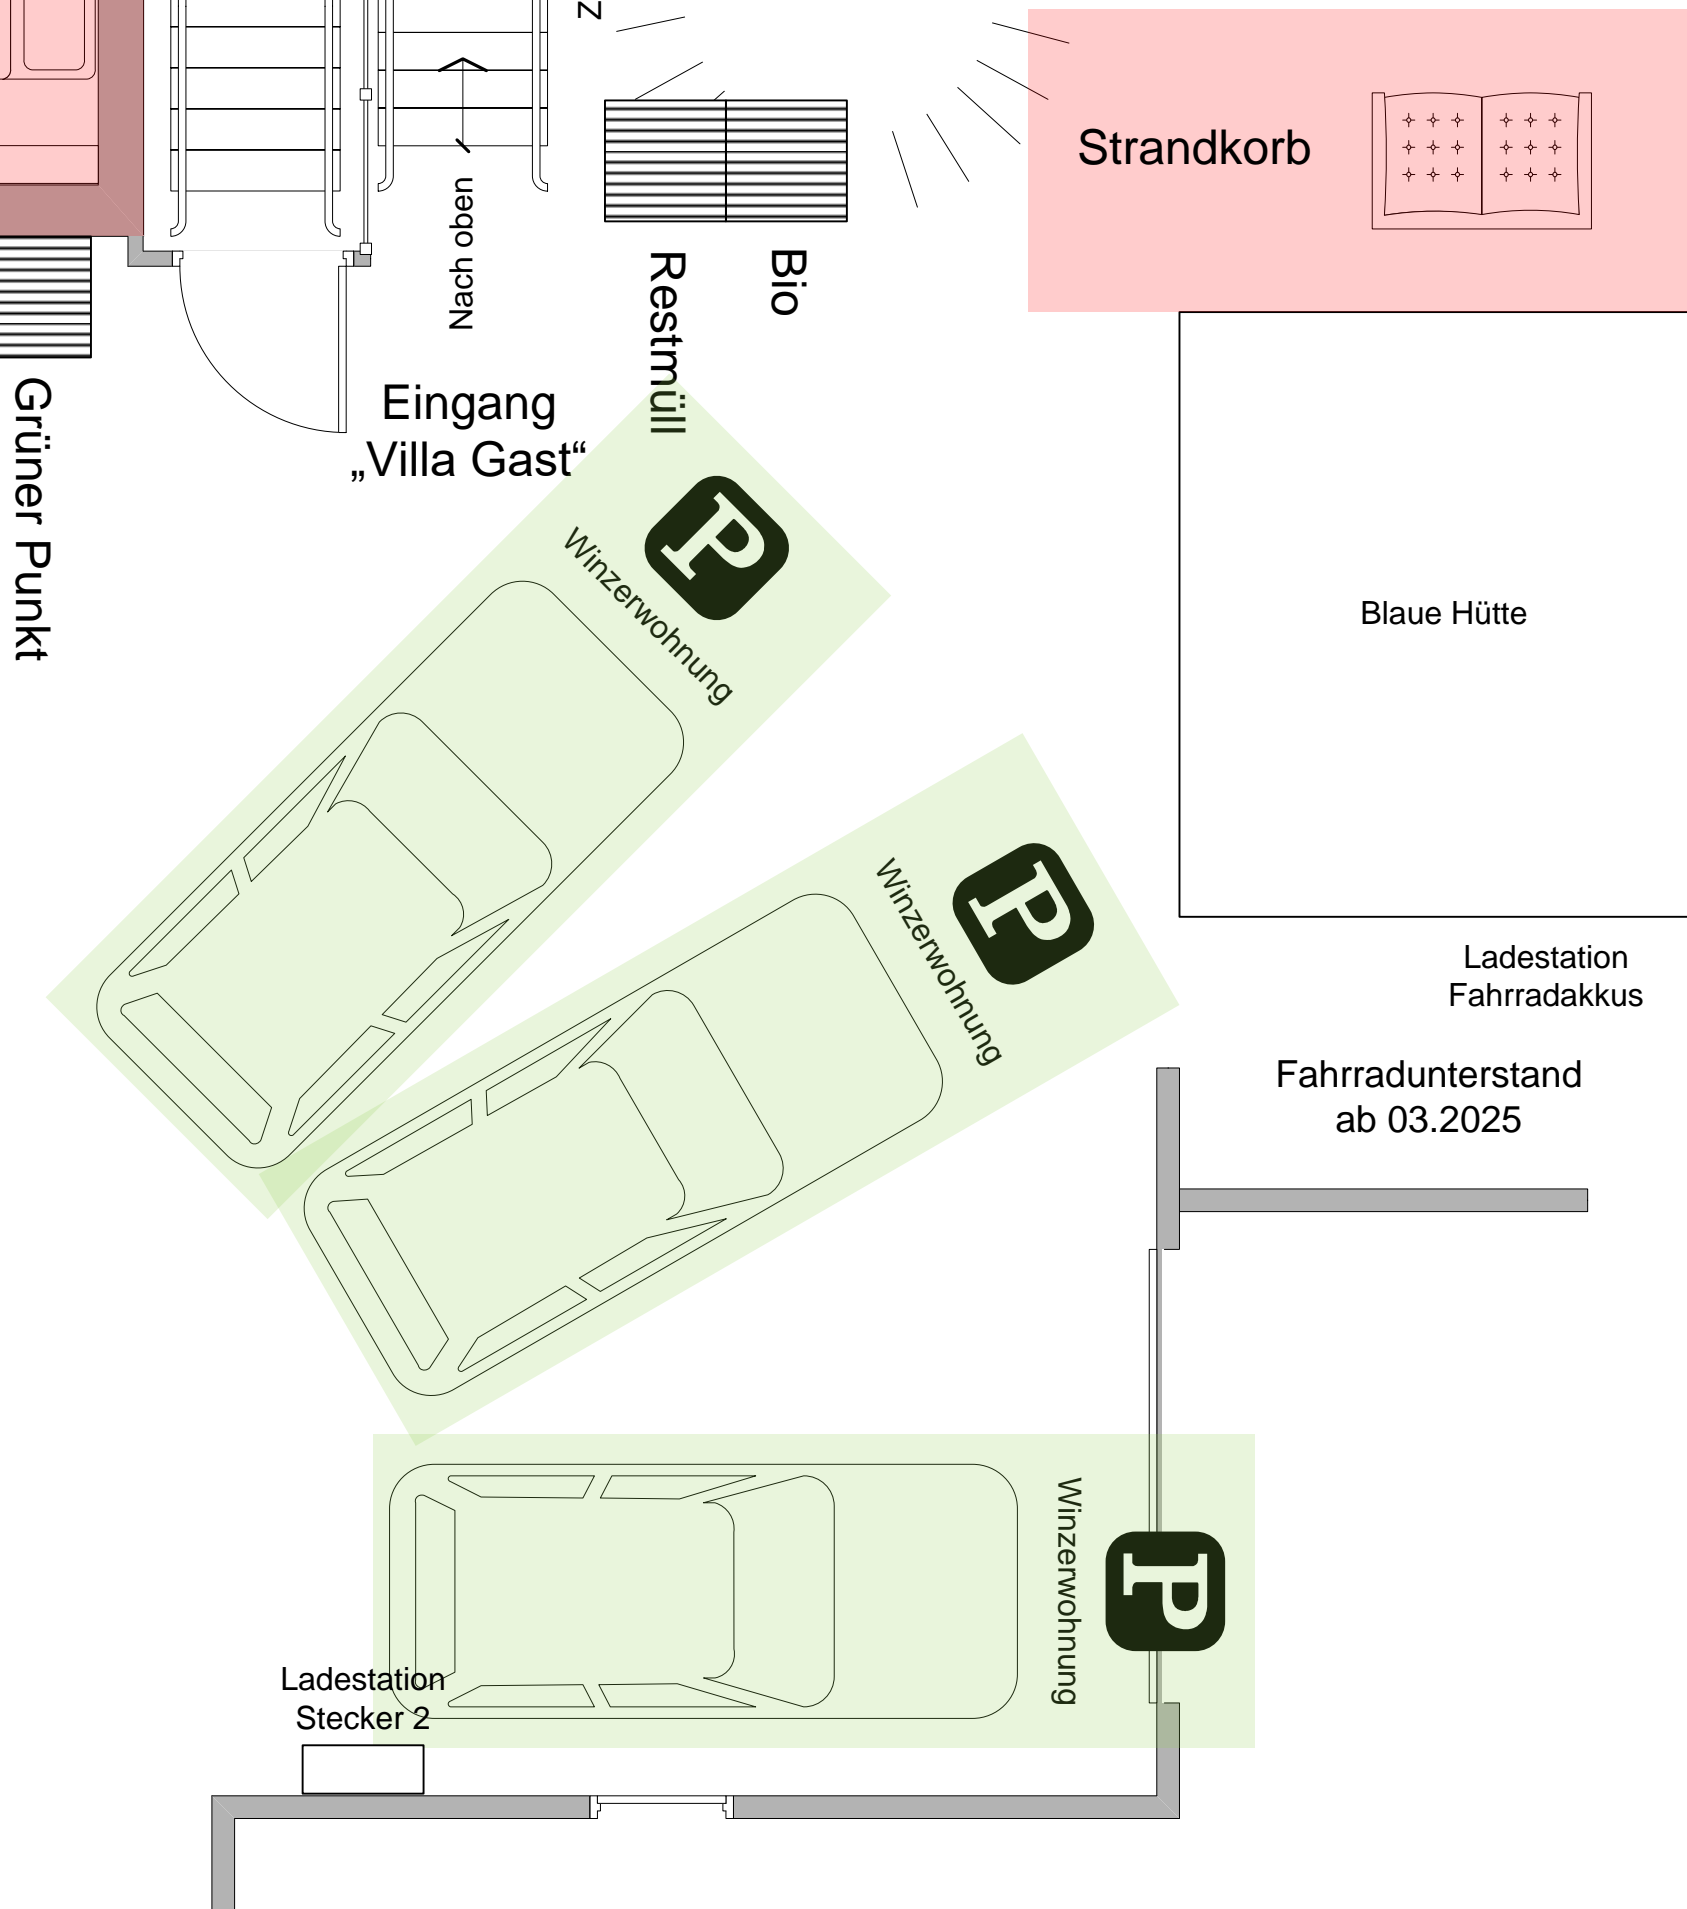 Z
Strandkorb
Nach oben
Restmüll
Bio
Grüner Punkt
Eingang
„Villa Gast“
P
Winzerwohnung
Blaue Hütte
P
Winzerwohnung
Ladestation
Fahrradakkus
Fahrradunterstand
ab 03.2025
Winzerwohnung
P
Ladestation
Stecker 2